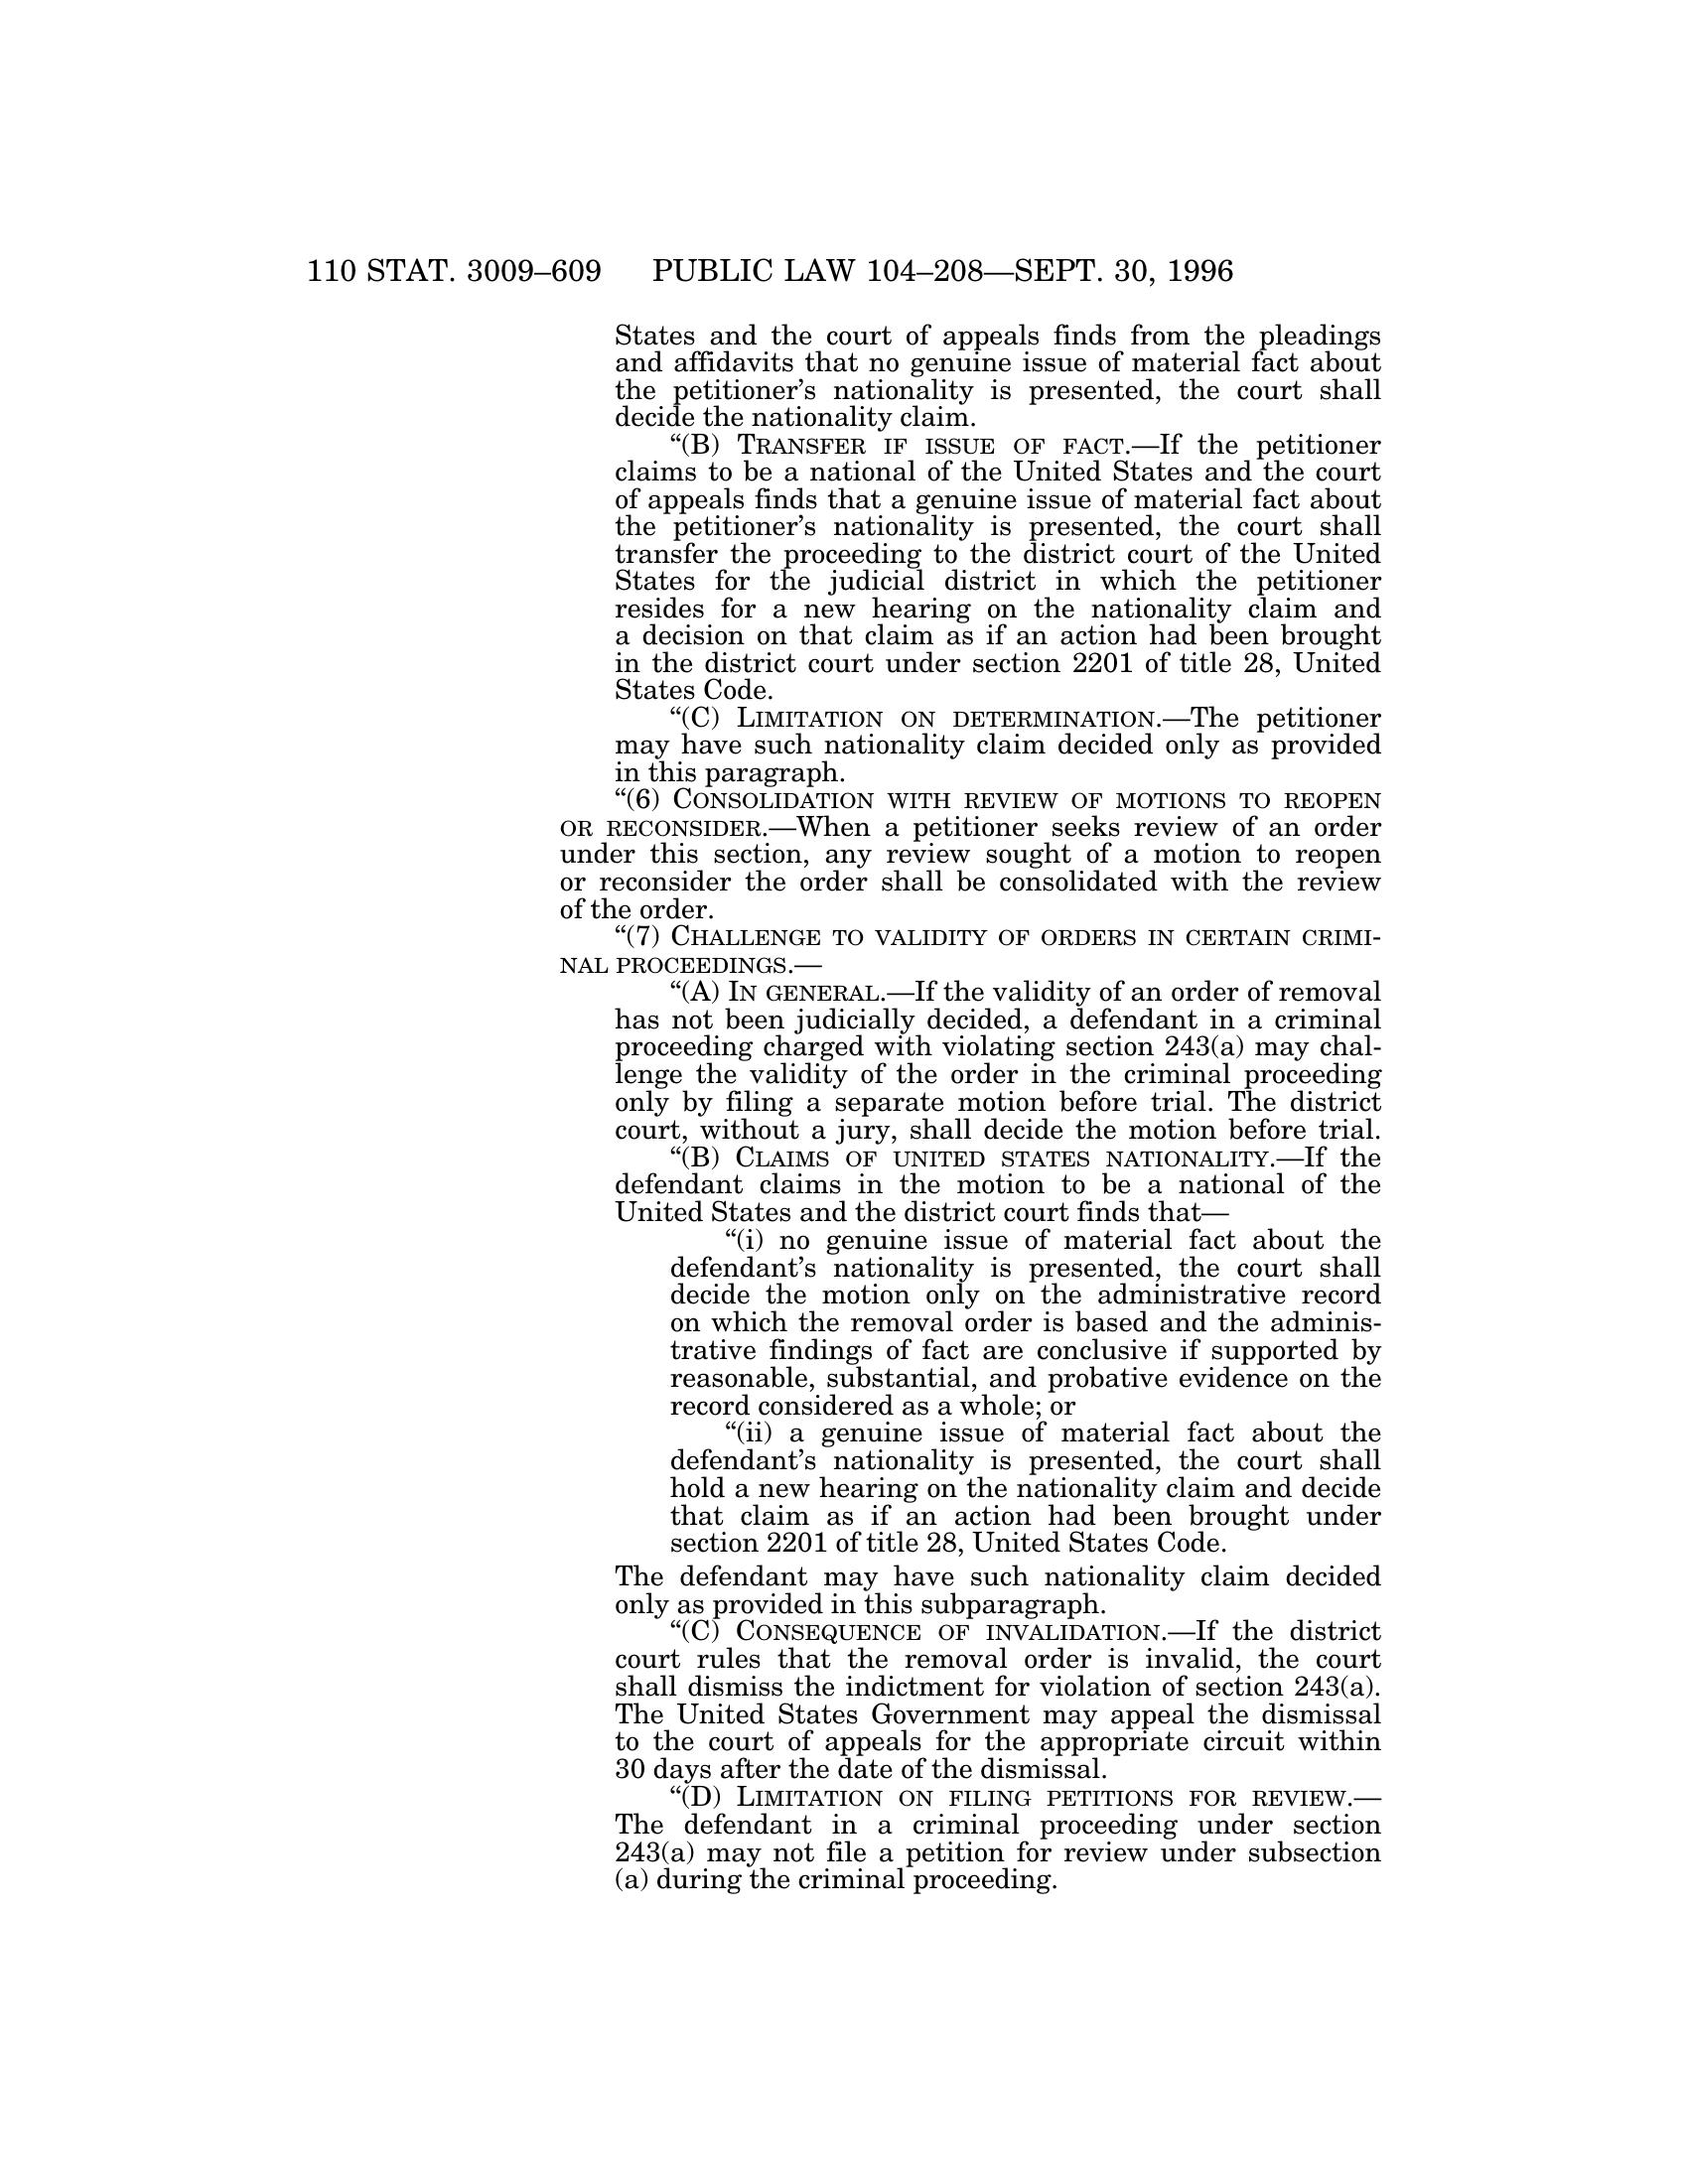 110 STAT. 3009–609 PUBLIC LAW 104–208—SEPT. 30, 1996
States and the court of appeals finds from the pleadings
and affidavits that no genuine issue of material fact about
the petitioner's nationality is presented, the court shall
decide the nationality claim.
“(B) TRANSFER IF ISSUE OF FACT.—If the petitioner
claims to be a national of the United States and the court
of appeals finds that a genuine issue of material fact about
the petitioner’s nationality is presented, the court shall
transfer the proceeding to the district court of the United
States for the judicial district in which the petitioner
resides for a new hearing on the nationality claim and
a decision on that claim as if an action had been brought
in the district court under section 2201 of title 28, United
States Code.
“(C) LIMITATION ON DETERMINATION.—The petitioner
may have such nationality claim decided only as provided
in this paragraph.
“(6) CONSOLIDATION WITH REVIEW OF MOTIONS TO REOPEN
OR RECONSIDER.—When a petitioner seeks review of an order
under this section, any review sought of a motion to reopen
or reconsider the order shall be consolidated with the review
of the order.
“(7) CHALLENGE TO VALIDITY OF ORDERS IN CERTAIN CRIMI-
NAL PROCEEDINGS.—
“(A) IN GENERAL.—If the validity of an order of removal
has not been judicially decided, a defendant in a criminal
proceeding charged with violating section 243(a) may chal-
lenge the validity of the order in the criminal proceeding
only by filing a separate motion before trial. The district
court, without a jury, shall decide the motion before trial.
“(B) CLAIMS OF UNITED STATES NATIONALITY.—If the
defendant claims in the motion to be a national of the
United States and the district court finds that—
“(i) no genuine issue of material fact about the
defendant’s nationality is presented, the court shall
decide the motion only on the administrative record
on which the removal order is based and the adminis-
trative findings of fact are conclusive if supported by
reasonable, substantial, and probative evidence on the
record considered as a whole; or
“(ii) a genuine issue of material fact about the
defendant’s nationality is presented, the court shall
hold a new hearing on the nationality claim and decide
that claim as if an action had been brought under
section 2201 of title 28, United States Code.
The defendant may have such nationality claim decided
only as provided in this subparagraph.
“(C) CONSEQUENCE OF INVALIDATION.—If the district
court rules that the removal order is invalid, the court
shall dismiss the indictment for violation of section 243(a).
The United States Government may appeal the dismissal
to the court of appeals for the appropriate circuit within
30 days after the date of the dismissal.
“(D) LIMITATION ON FILING PETITIONS FOR REVIEW.—
The defendant in a criminal proceeding under section
243(a) may not file a petition for review under subsection
(a) during the criminal proceeding.